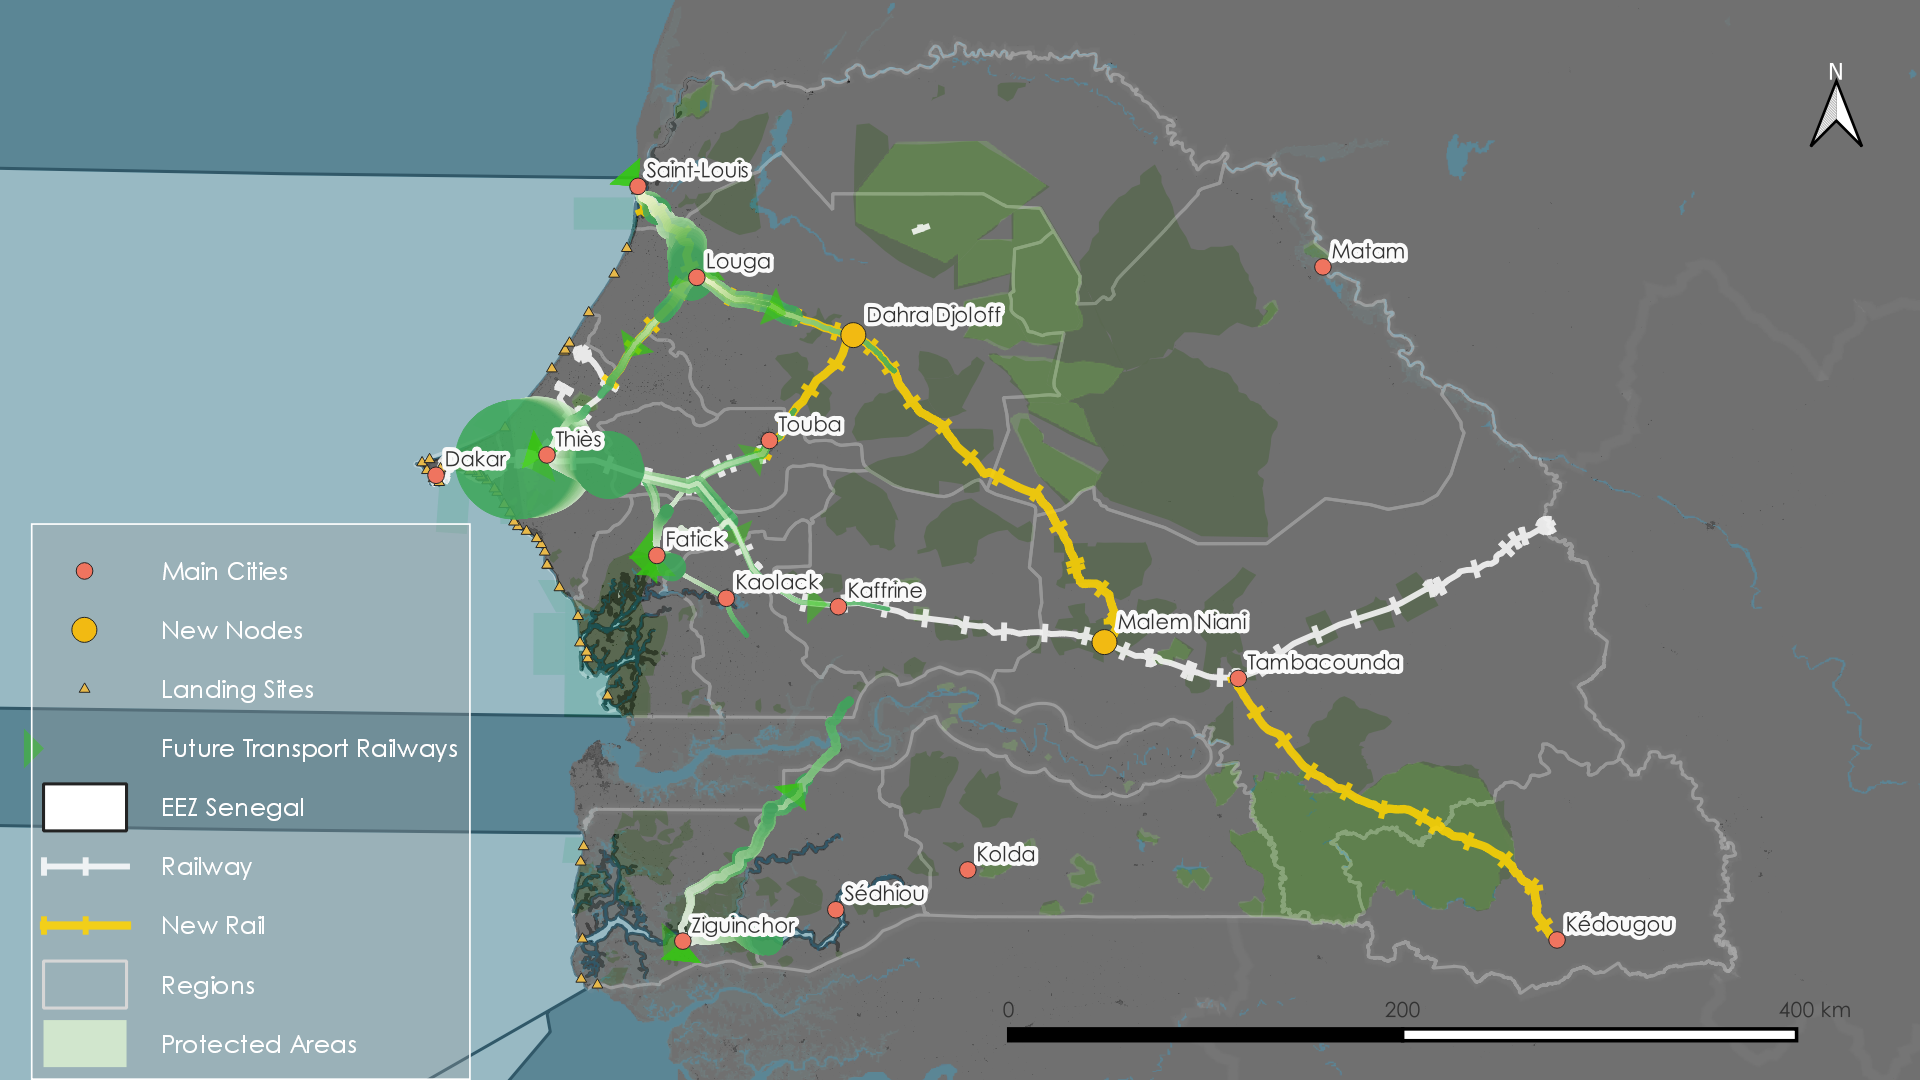 N
Saint-Louis
Matam
Louga
Dahra Djoloff
Touba
Thiès
Dakar
Fatick
Kaolack
Kaffrine
Malem Niani
Tambacounda
Kolda
Sédhiou
Ziguinchor
Kédougou
Main Cities
New Nodes
Landing Sites
Future Transport Railways
EEZ Senegal
Railway
New Rail
Regions
Protected Areas
0 200 400 km